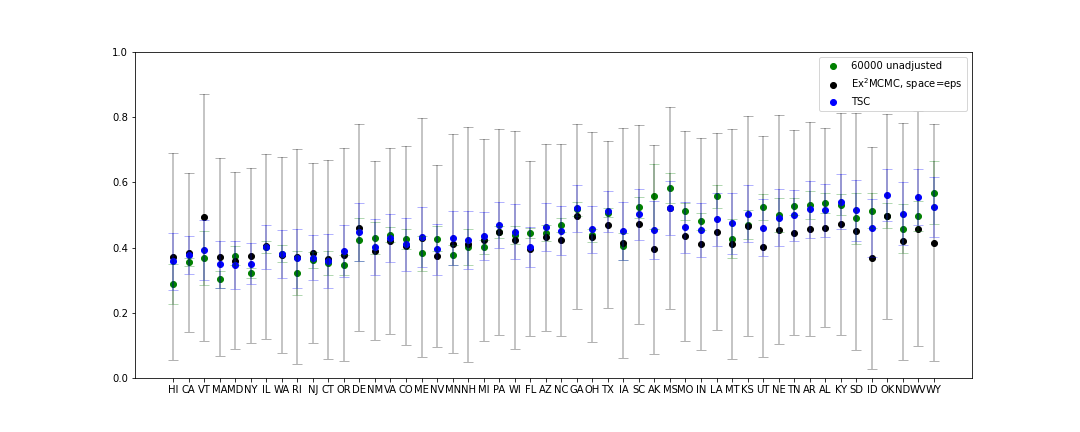 1.0
0.8
0.6
0.4
0.2
0.0
60000 unadjusted
Ex²MCMC, space=eps
TSC
HI CA VT MA MD NY IL WA RI NJ CT OR DE NM VA CO ME NV MN NH MI PA WI FL AZ NC GA OH TX IA SC AK MS MO IN LA MT KS UT NE TN AR AL KY SD ID OK ND WV WY